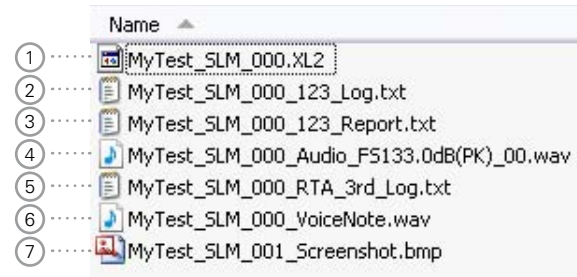 Name
1 MyTest_SLM_000.XL2
2 MyTest_SLM_000_123_Log.txt
3 MyTest_SLM_000_123_Report.txt
4 MyTest_SLM_000_Audio_FS133.0dB(PK)_00.wav
5 MyTest_SLM_000_RTA_3rd_Log.txt
6 MyTest_SLM_000_VoiceNote.wav
7 MyTest_SLM_001_Screenshot.bmp